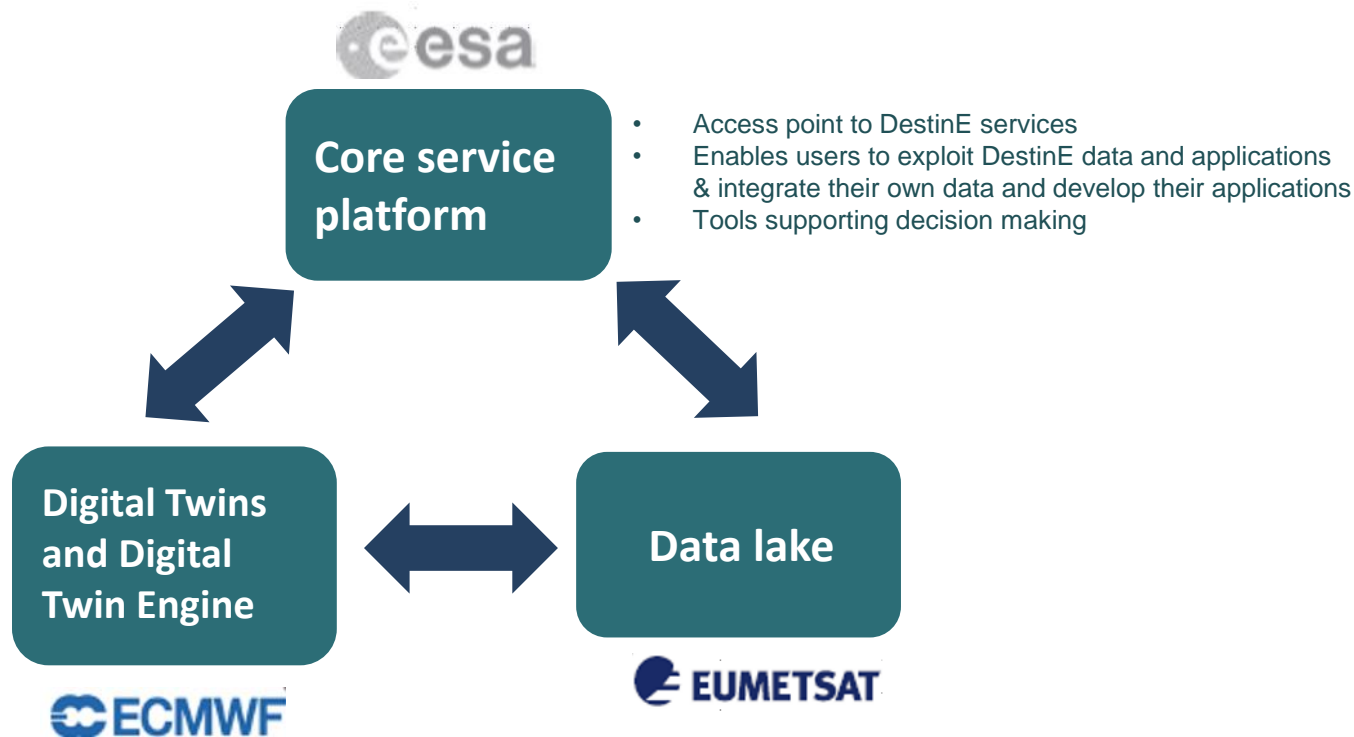 esa
Core service
platform
• Access point to DestinE services
• Enables users to exploit DestinE data and applications
& integrate their own data and develop their applications
• Tools supporting decision making
Digital Twins
and Digital
Twin Engine
Data lake
ECMWF
EUMETSAT